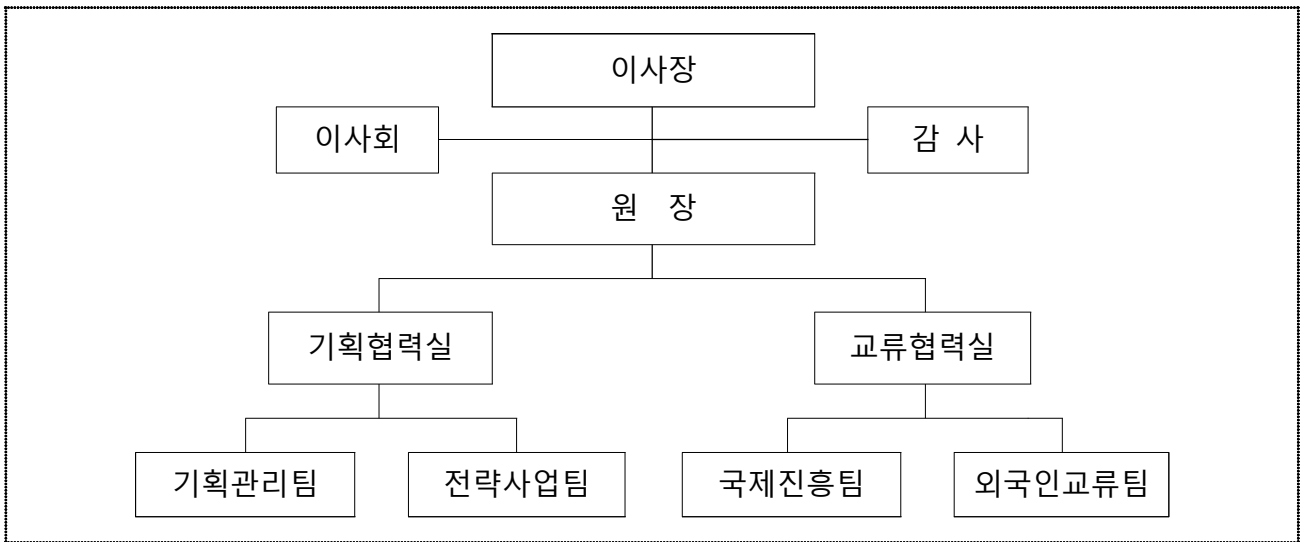 이사장
이사회
감 사
원 장
기획협력실
교류협력실
기획관리팀
전략사업팀
국제진흥팀
외국인교류팀